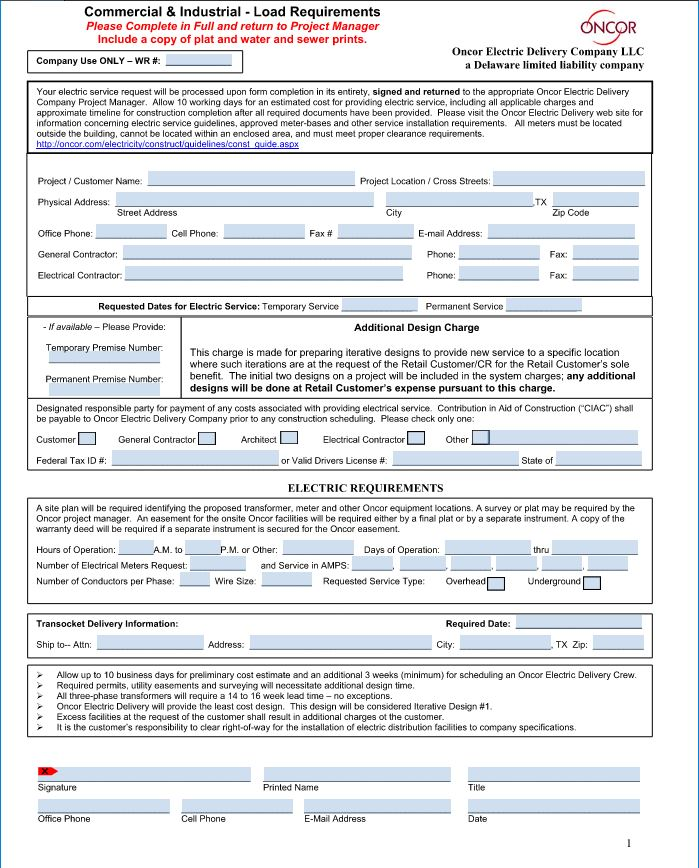 Commercial & Industrial - Load Requirements
Please Complete in Full and return to Project Manager
Include a copy of plat and water and sewer prints.
ONCOR
Oncor Electric Delivery Company LLC
a Delaware limited liability company
Company Use ONLY – WR #:
Your electric service request will be processed upon form completion in its entirety, signed and returned to the appropriate Oncor Electric Delivery
Company Project Manager. Allow 10 working days for an estimated cost for providing electric service, including all applicable charges and
approximate timeline for construction completion after all required documents have been provided. Please visit the Oncor Electric Delivery web site for
information concerning electric service guidelines, approved meter-bases and other service installation requirements. All meters must be located
outside the building, cannot be located within an enclosed area, and must meet proper clearance requirements.
http://oncor.com/electricity/construct/guidelines/const_guide.aspx
Project / Customer Name: Project Location / Cross Streets:
Physical Address: ,TX
Street Address City Zip Code
Office Phone: Cell Phone: Fax # E-mail Address:
General Contractor: Phone: Fax:
Electrical Contractor: Phone: Fax:
Requested Dates for Electric Service: Temporary Service Permanent Service
- If available – Please Provide:
Temporary Premise Number:
Permanent Premise Number:
Additional Design Charge
This charge is made for preparing iterative designs to provide new service to a specific location
where such iterations are at the request of the Retail Customer/CR for the Retail Customer's sole
benefit. The initial two designs on a project will be included in the system charges; any additional
designs will be done at Retail Customer's expense pursuant to this charge.
Designated responsible party for payment of any costs associated with providing electrical service. Contribution in Aid of Construction ("CIAC") shall
be payable to Oncor Electric Delivery Company prior to any construction scheduling. Please check only one:
Customer General Contractor Architect Electrical Contractor Other
Federal Tax ID #: or Valid Drivers License #: State of
ELECTRIC REQUIREMENTS
A site plan will be required identifying the proposed transformer, meter and other Oncor equipment locations. A survey or plat may be required by the
Oncor project manager. An easement for the onsite Oncor facilities will be required either by a final plat or by a separate instrument. A copy of the
warranty deed will be required if a separate instrument is secured for the Oncor easement.
Hours of Operation: A.M. to P.M. or Other: Days of Operation: thru
Number of Electrical Meters Request: and Service in AMPS: , , , , ,
Number of Conductors per Phase: Wire Size: Requested Service Type: Overhead Underground
Transocket Delivery Information: Required Date:
Ship to-- Attn: Address: City: , TX Zip:
➢ Allow up to 10 business days for preliminary cost estimate and an additional 3 weeks (minimum) for scheduling an Oncor Electric Delivery Crew.
➢ Required permits, utility easements and surveying will necessitate additional design time.
➢ All three-phase transformers will require a 14 to 16 week lead time – no exceptions.
➢ Oncor Electric Delivery will provide the least cost design. This design will be considered Iterative Design #1.
➢ Excess facilities at the request of the customer shall result in additional charges ot the customer.
➢ It is the customer's responsibility to clear right-of-way for the installation of electric distribution facilities to company specifications.
X
Signature Printed Name Title
Office Phone Cell Phone E-Mail Address Date
1